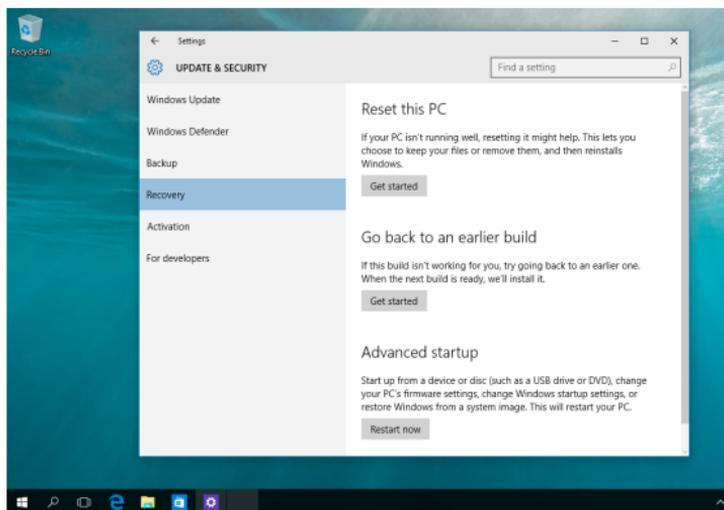 Recycle Bin
Settings
UPDATE & SECURITY
Find a setting
Windows Update
Windows Defender
Backup
Recovery
Activation
For developers
Reset this PC
If your PC isn't running well, resetting it might help. This lets you
choose to keep your files or remove them, and then reinstalls
Windows.
Get started
Go back to an earlier build
If this build isn't working for you, try going back to an earlier one.
When the next build is ready, we'll install it.
Get started
Advanced startup
Start up from a device or disc (such as a USB drive or DVD), change
your PC's firmware settings, change Windows startup settings, or
restore Windows from a system image. This will restart your PC.
Restart now